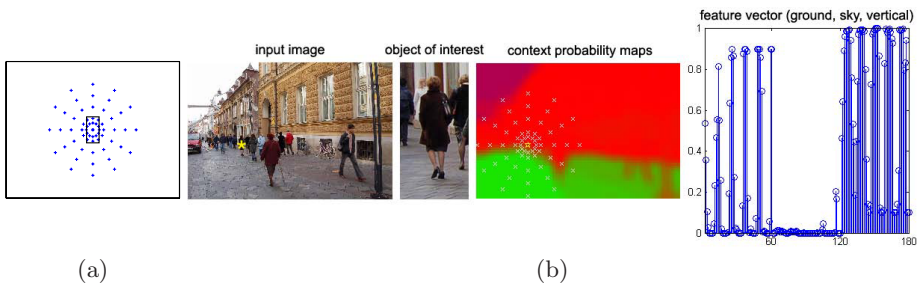 feature vector (ground, sky, vertical)
input image
object of interest
context probability maps
1
0.8
0.6
0.4
0.2
0
60
120
180
(a)
(b)